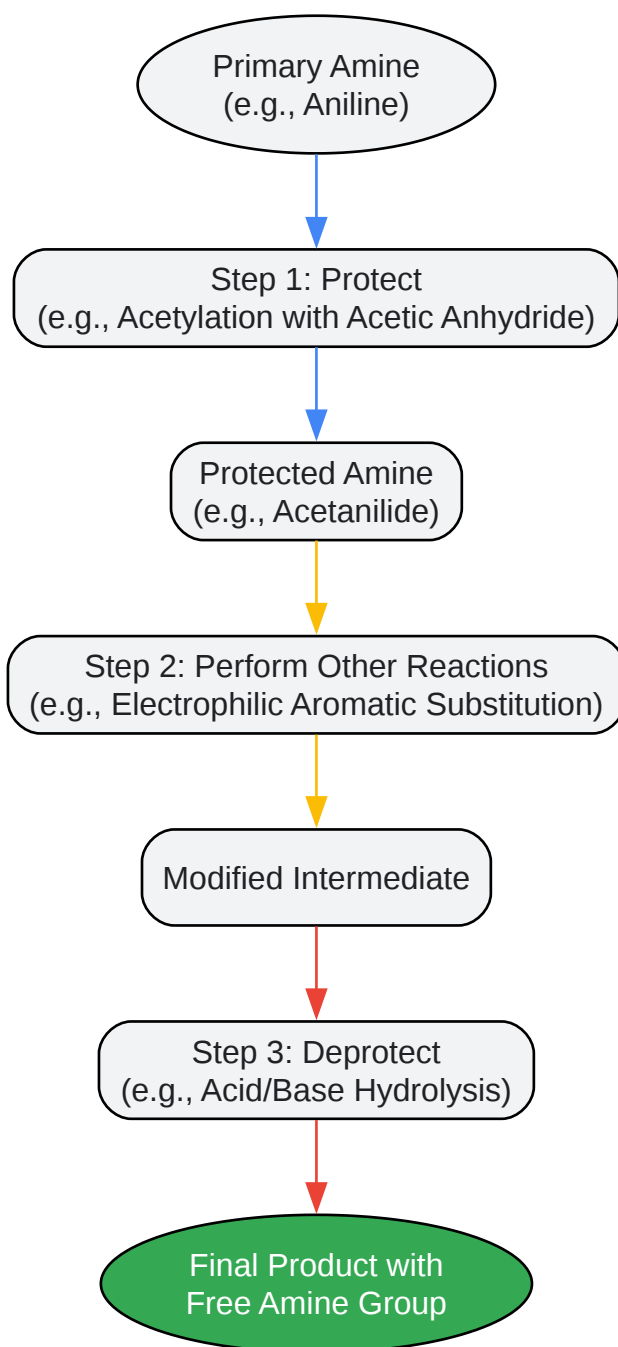 Primary Amine
(e.g., Aniline)
Step 1: Protect
(e.g., Acetylation with Acetic Anhydride)
Protected Amine
(e.g., Acetanilide)
Step 2: Perform Other Reactions
(e.g., Electrophilic Aromatic Substitution)
Modified Intermediate
Step 3: Deprotect
(e.g., Acid/Base Hydrolysis)
Final Product with
Free Amine Group